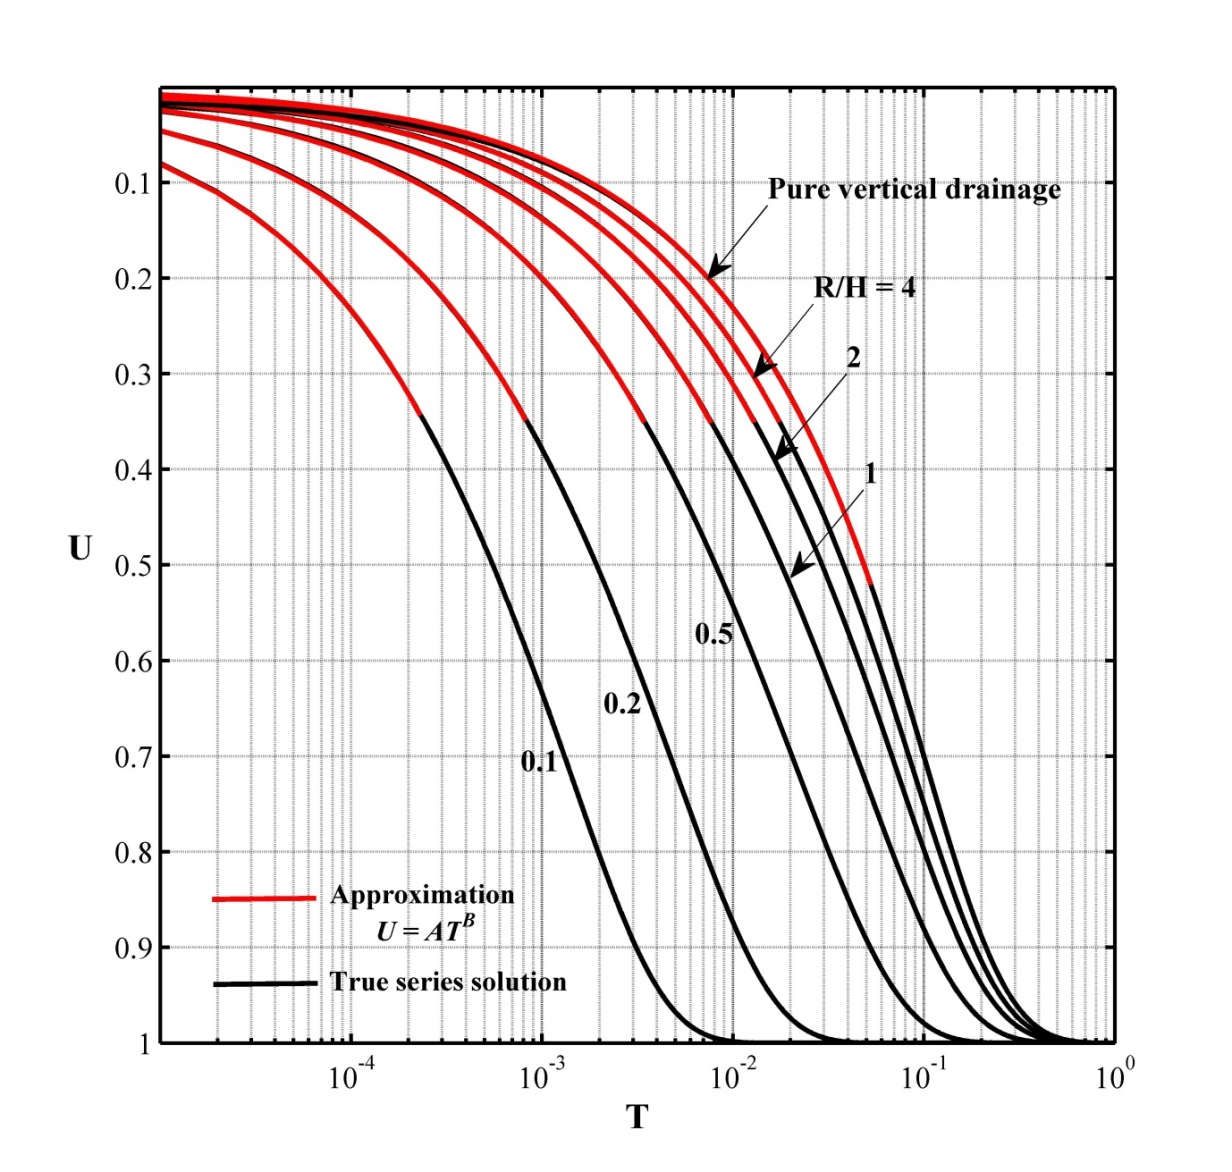 0.1
0.2
0.3
0.4
0.5
0.6
0.7
0.8
0.9
1
U
Pure vertical drainage
R/H = 4
2
1
0.5
0.2
0.1
Approximation
U = AT^B
True series solution
10^-4
10^-3
10^-2
10^-1
10^0
T